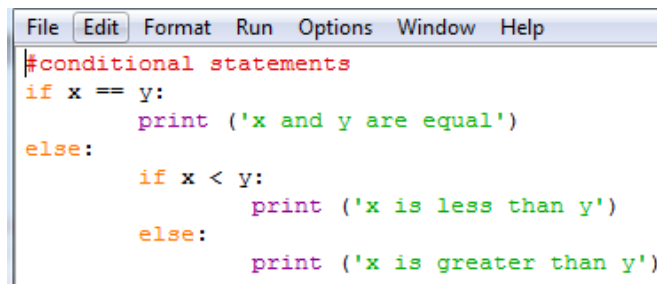 File Edit Format Run Options Window Help
#conditional statements
if x == y:
        print ('x and y are equal')
else:
        if x < y:
                print ('x is less than y')
        else:
                print ('x is greater than y')